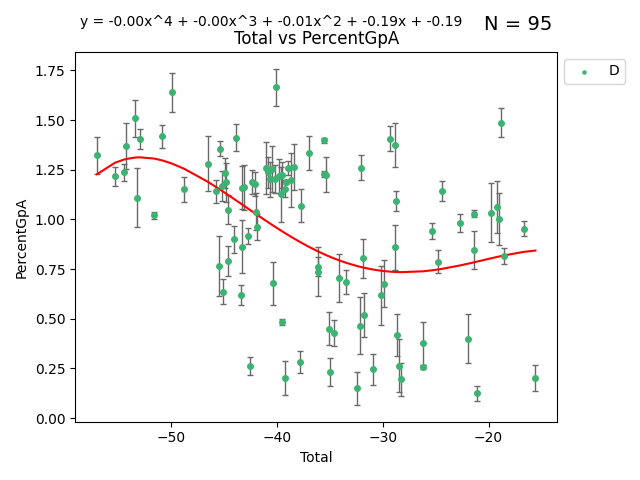 y = -0.00x^4 + -0.00x^3 + -0.01x^2 + -0.19x + -0.19
N = 95
Total vs PercentGpA
D
PercentGpA
1.75
1.50
1.25
1.00
0.75
0.50
0.25
0.00
−50
−40
−30
−20
Total